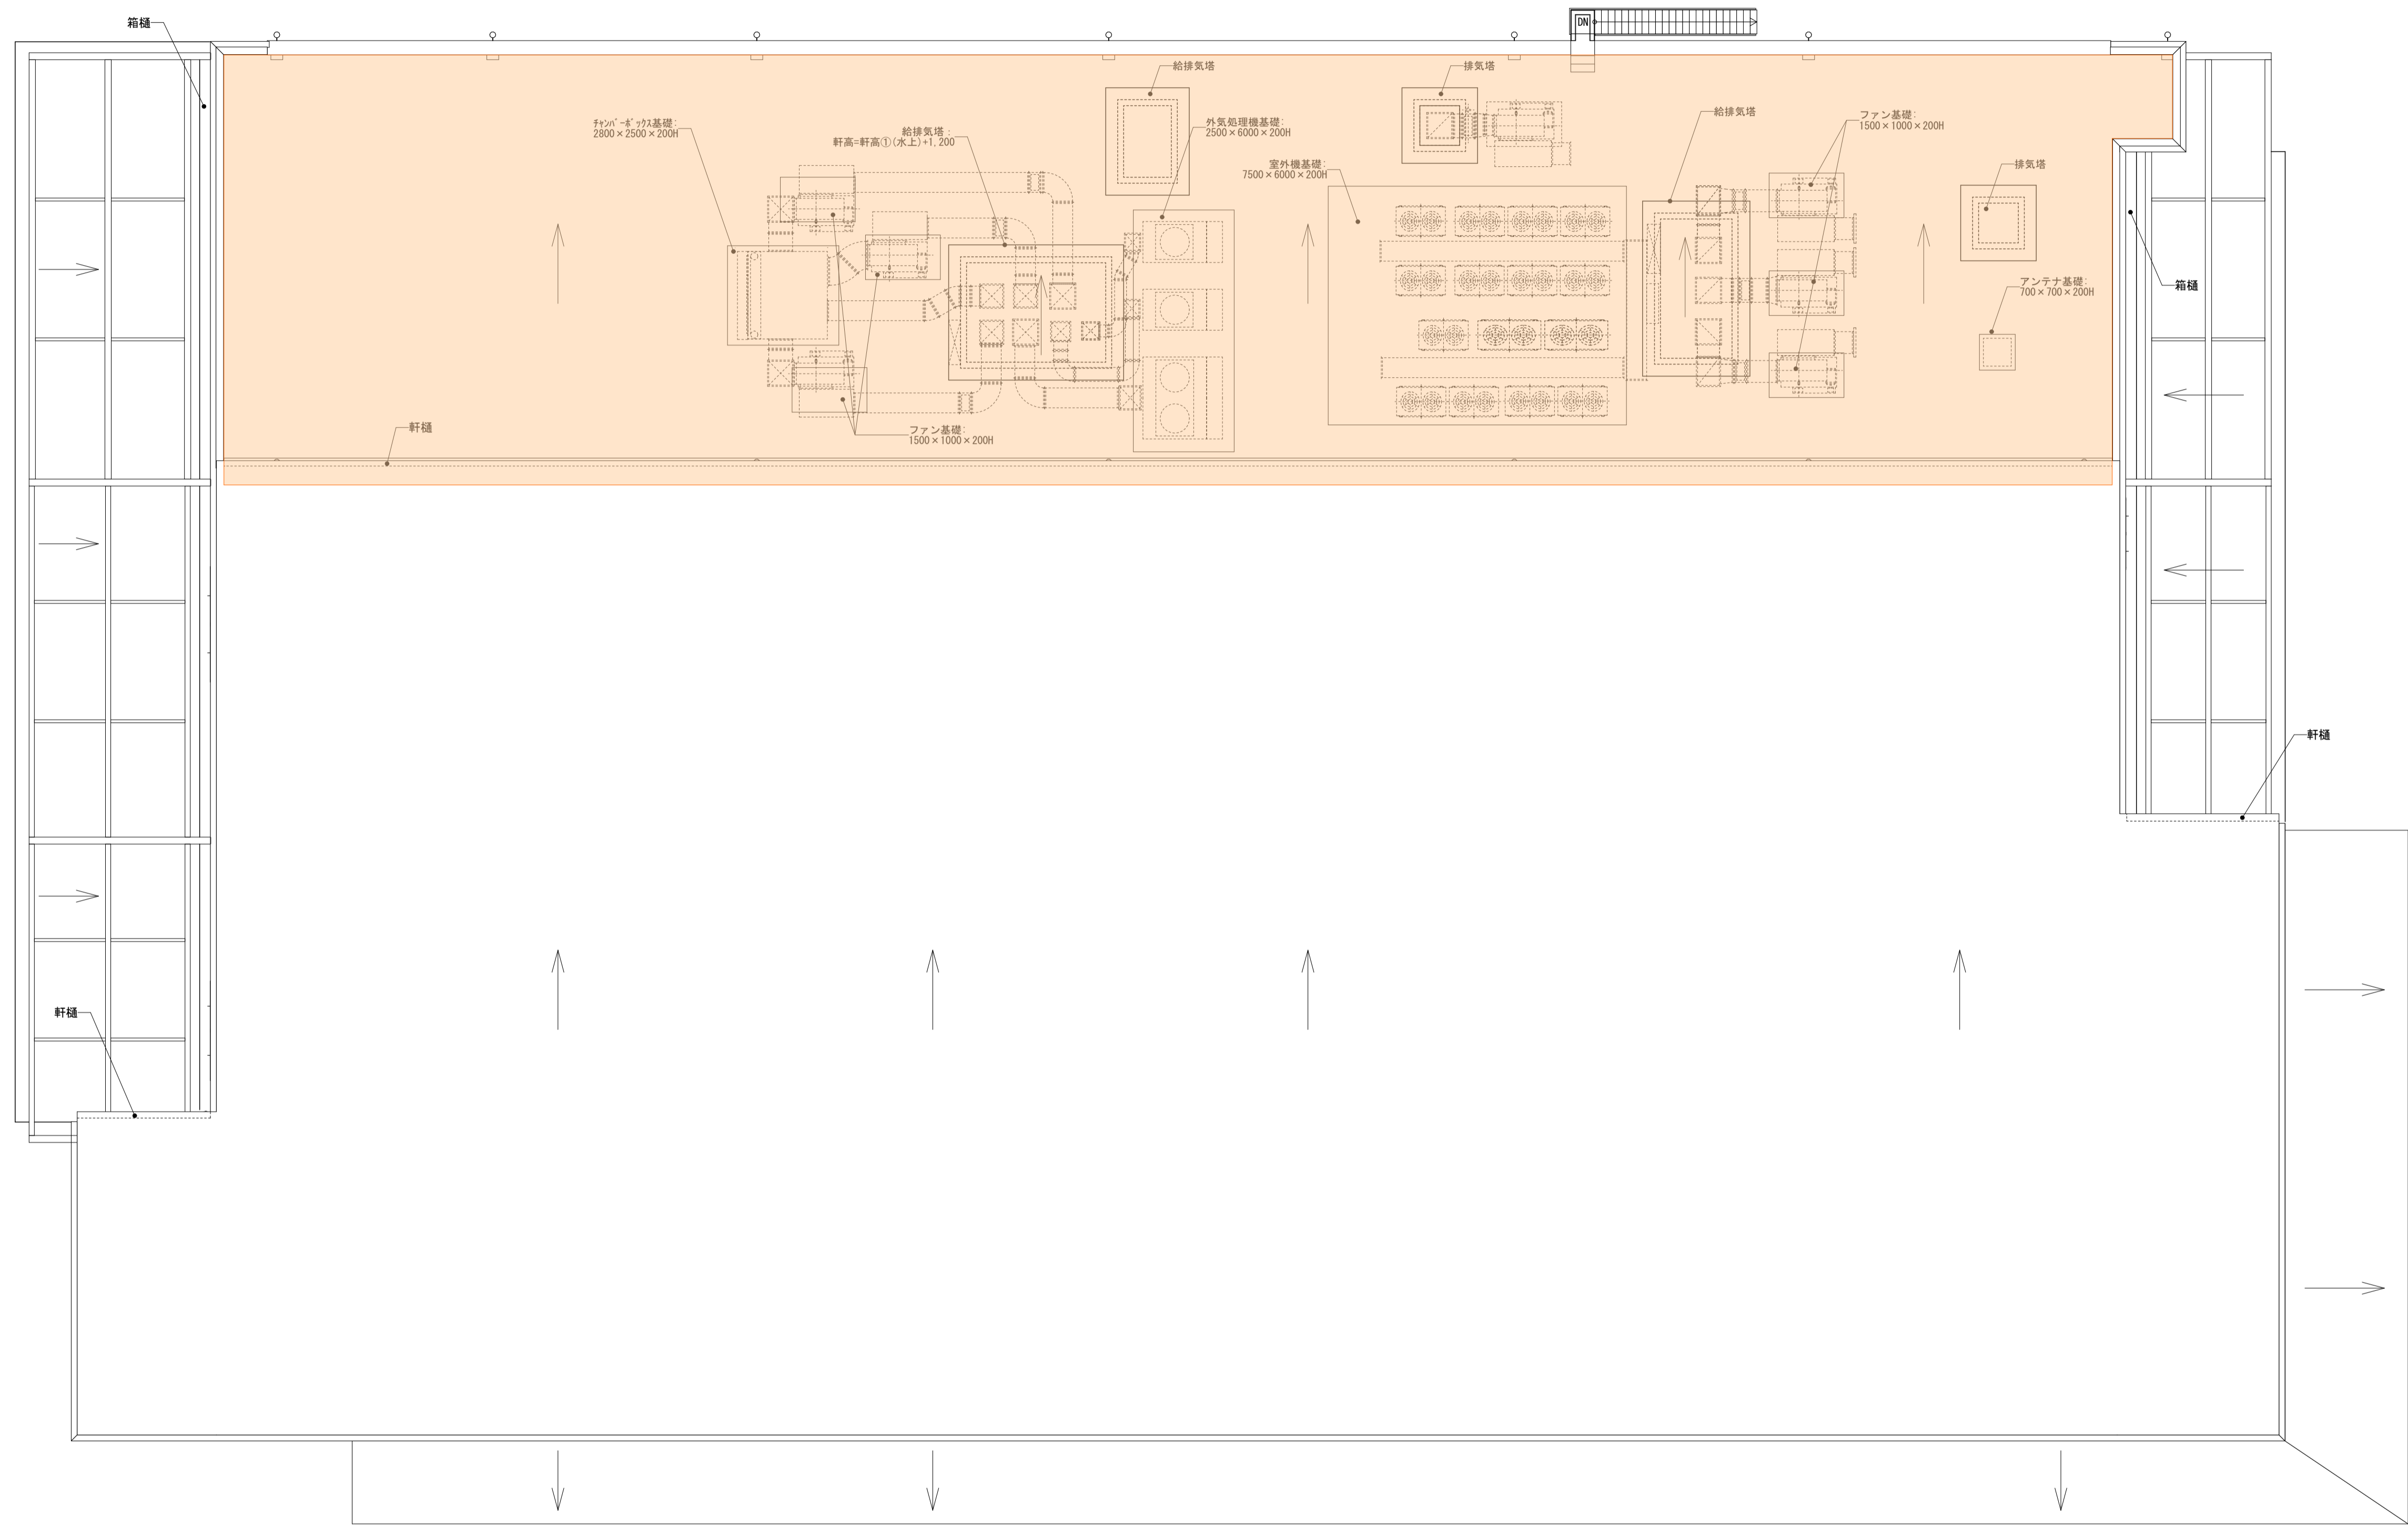 箱樋
DN
給排気塔
排気塔
チャンバーボックス基礎:
2800×2500×200H
給排気塔:
軒高=軒高①(水上)+1,200
外気処理機基礎:
2500×6000×200H
給排気塔
ファン基礎:
1500×1000×200H
室外機基礎:
7500×6000×200H
排気塔
アンテナ基礎:
700×700×200H
箱樋
軒樋
ファン基礎:
1500×1000×200H
軒樋
軒樋